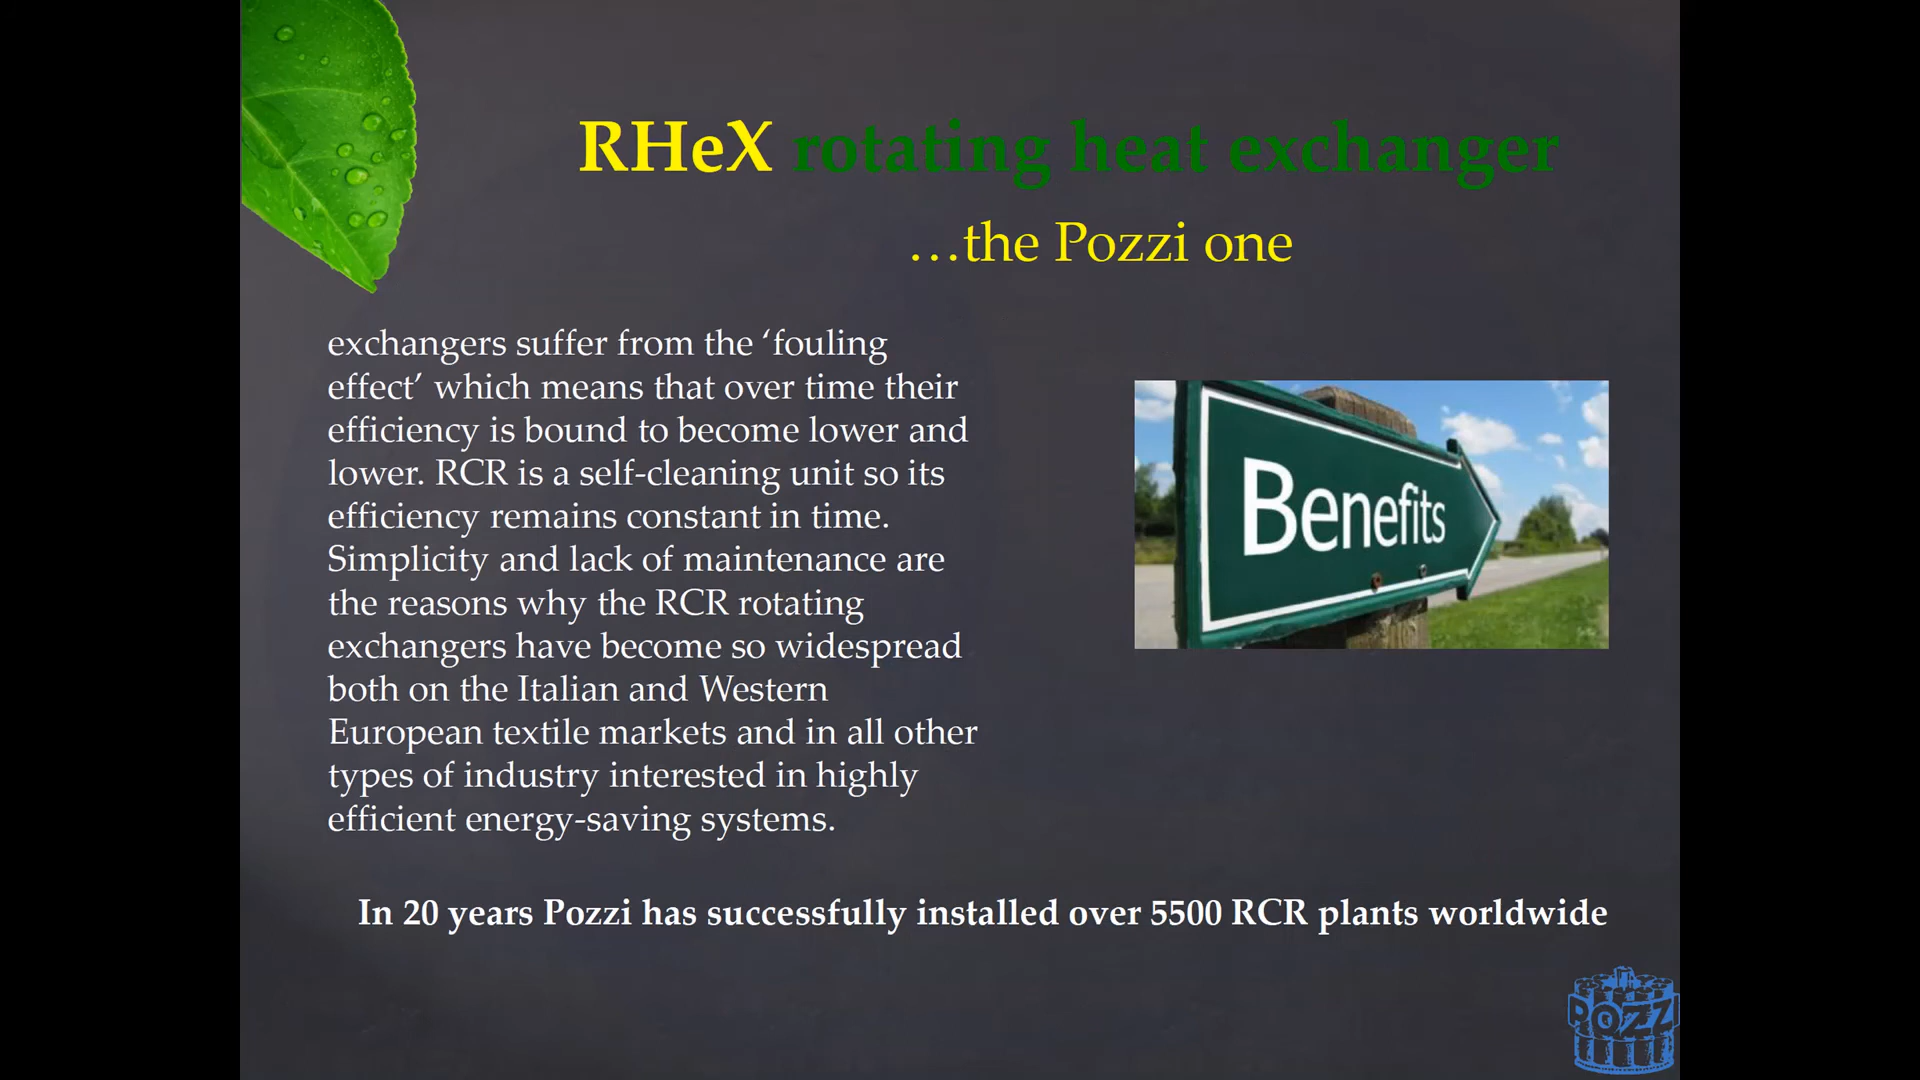 RHeX rotating heat exchanger
…the Pozzi one
exchangers suffer from the ‘fouling
effect’ which means that over time their
efficiency is bound to become lower and
lower. RCR is a self-cleaning unit so its
efficiency remains constant in time.
Simplicity and lack of maintenance are
the reasons why the RCR rotating
exchangers have become so widespread
both on the Italian and Western
European textile markets and in all other
types of industry interested in highly
efficient energy-saving systems.
Benefits
In 20 years Pozzi has successfully installed over 5500 RCR plants worldwide
POZZI